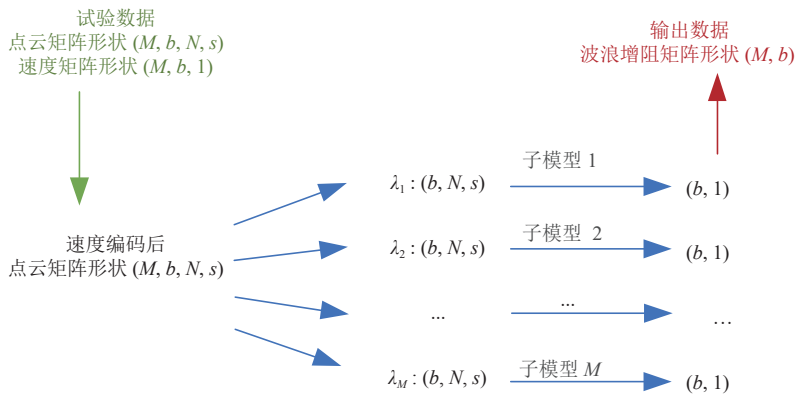 试验数据
点云矩阵形状 (M, b, N, s)
速度矩阵形状 (M, b, 1)
输出数据
波浪增阻矩阵形状 (M, b)
速度编码后
点云矩阵形状 (M, b, N, s)
λ₁ : (b, N, s)
子模型 1
(b, 1)
λ₂ : (b, N, s)
子模型 2
(b, 1)
...
...
...
λ_M : (b, N, s)
子模型 M
(b, 1)